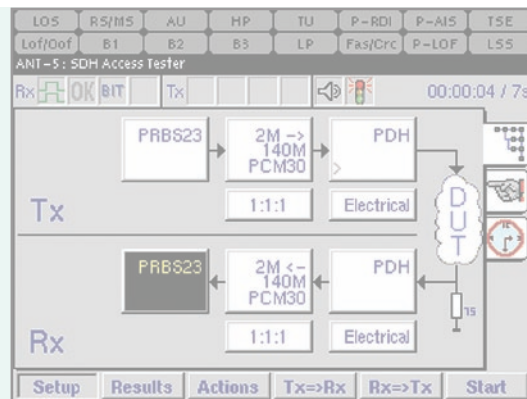 LOS RS/MS AU HP TU P-RDI P-AIS TSE
Lof/Oof B1 B2 B3 LP Fas/Crc P-LOF LSS
ANT-5 : SDH Access Tester
Rx OK BIT Tx 00:00:04 / 7s
PRBS23 2M -> 140M PCM30 PDH >
Tx 1:1:1 Electrical
DUT
PRBS23 2M <- 140M PCM30 PDH
75
Rx 1:1:1 Electrical
Setup Results Actions Tx=>Rx Rx=>Tx Start